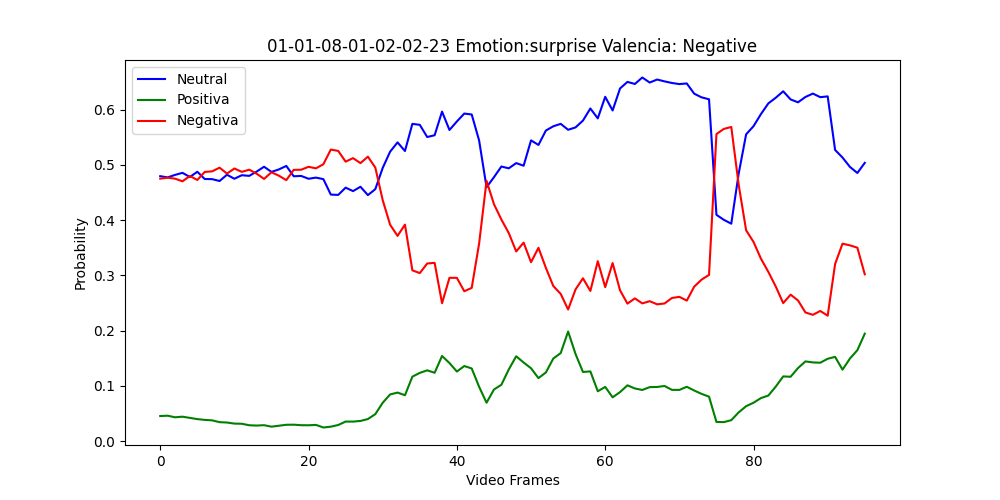 01-01-08-01-02-02-23 Emotion:surprise Valencia: Negative
Neutral
Positiva
Negativa
0.6
0.5
0.4
0.3
0.2
0.1
0.0
Probability
0
20
40
60
80
Video Frames